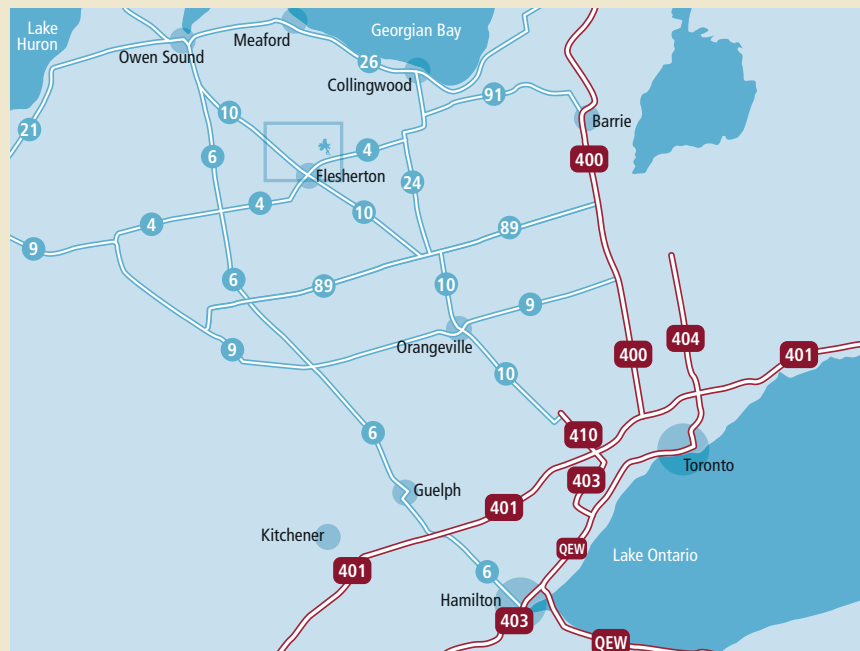 Lake
Huron
Meaford
Georgian Bay
Owen Sound
26
Collingwood
91
10
21
Barrie
6
4
400
Flesherton
24
4
10
4
89
9
6
89
10
9
9
Orangeville
400
404
401
10
6
410
Toronto
403
Guelph
401
Kitchener
QEW
Lake Ontario
401
6
Hamilton
403
QEW